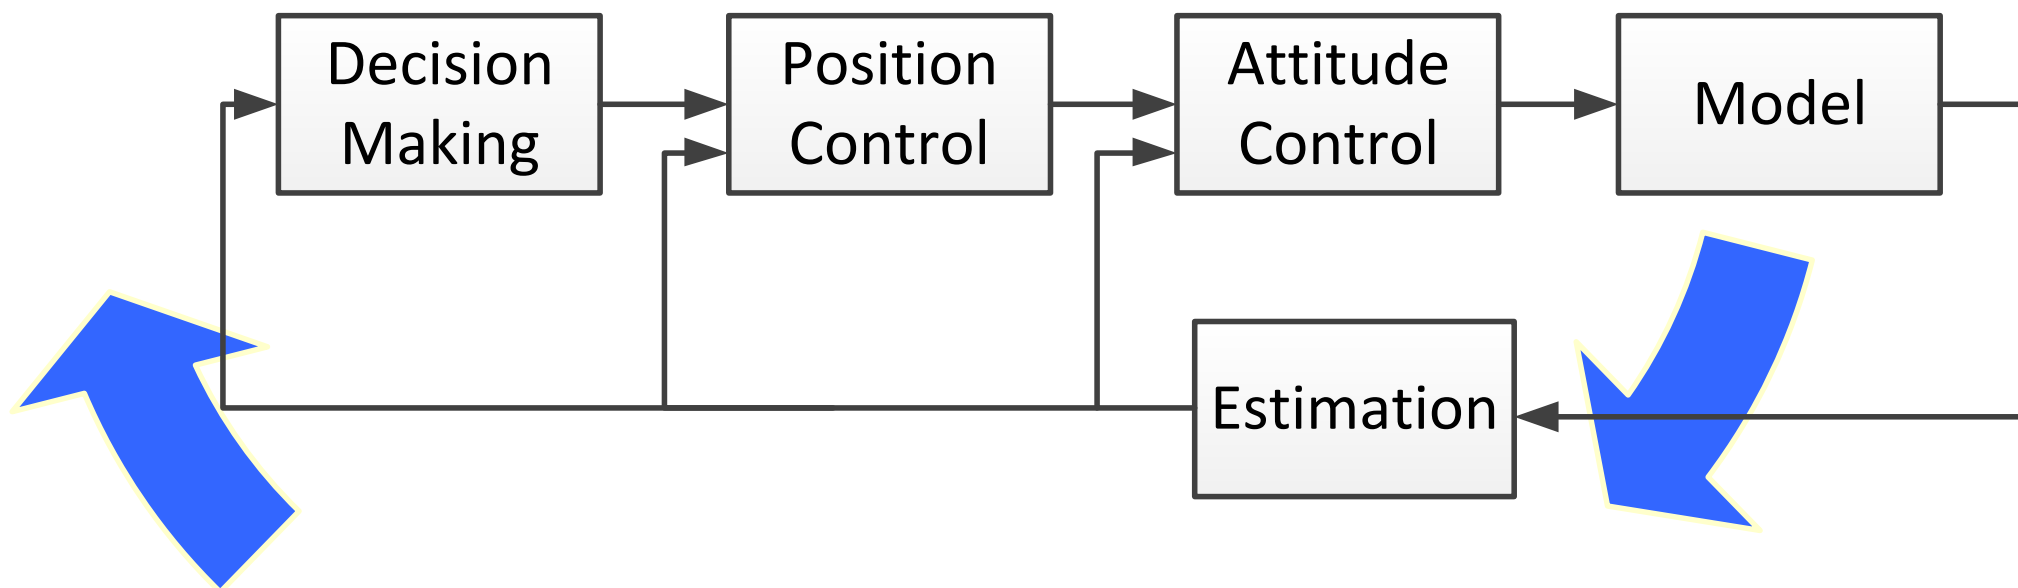 Decision
Making
Position
Control
Attitude
Control
Model
Estimation